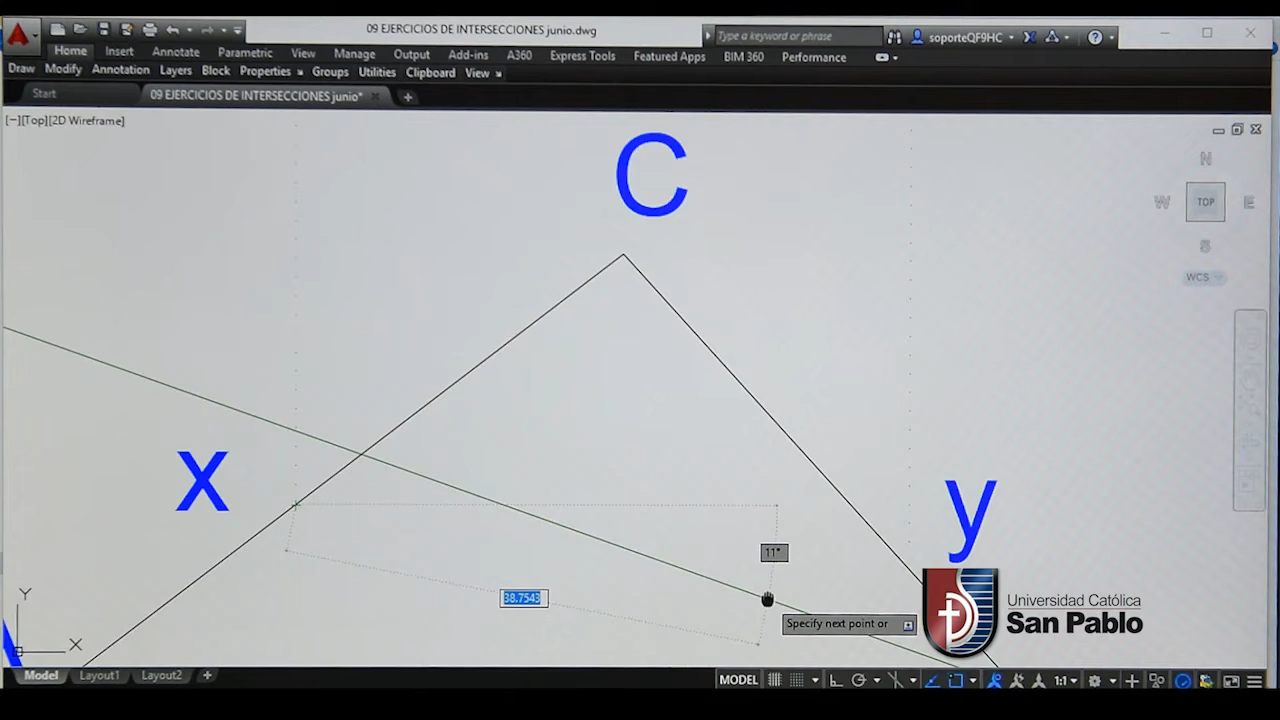 09 EJERCICIOS DE INTERSECCIONES junio.dwg
Type a keyword or phrase
soporteQF9HC
Home Insert Annotate Parametric View Manage Output Add-ins A360 Express Tools Featured Apps BIM 360 Performance
Draw Modify Annotation Layers Block Properties Groups Utilities Clipboard View
Start
09 EJERCICIOS DE INTERSECCIONES junio*
[−][Top][2D Wireframe]
N
W TOP E
S
WCS
C
x
y
11°
38.7543
Specify next point or
Y
X
Universidad Católica
San Pablo
Model Layout1 Layout2 +
MODEL
1:1